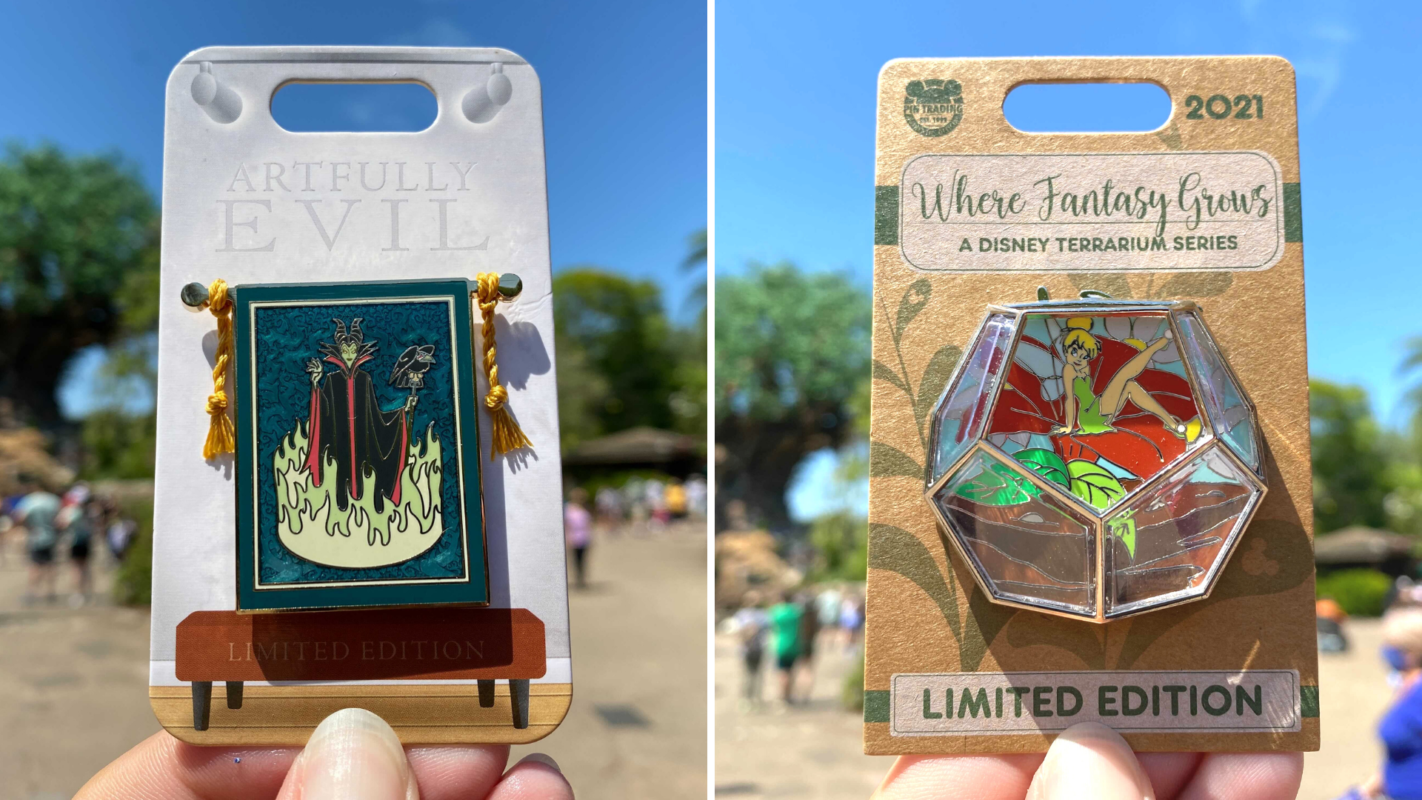 ARTFULLY
EVIL
LIMITED EDITION
PIN TRADING
EST. 1999
2021
Where Fantasy Grows
A DISNEY TERRARIUM SERIES
LIMITED EDITION